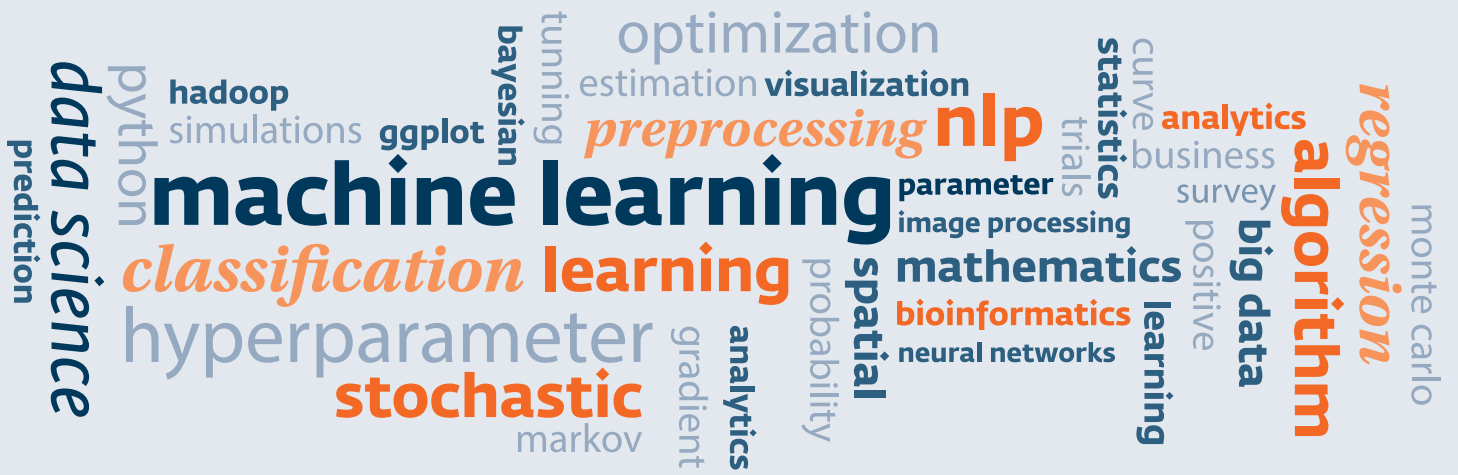 prediction
data science
python
hadoop
simulations
ggplot
bayesian
tunning
optimization
estimation
visualization
preprocessing
nlp
machine learning
classification
learning
hyperparameter
stochastic
markov
gradient
analytics
probability
spatial
parameter
image processing
mathematics
bioinformatics
neural networks
trials
statistics
curve
analytics
business
survey
positive
learning
big data
algorithm
regression
monte carlo